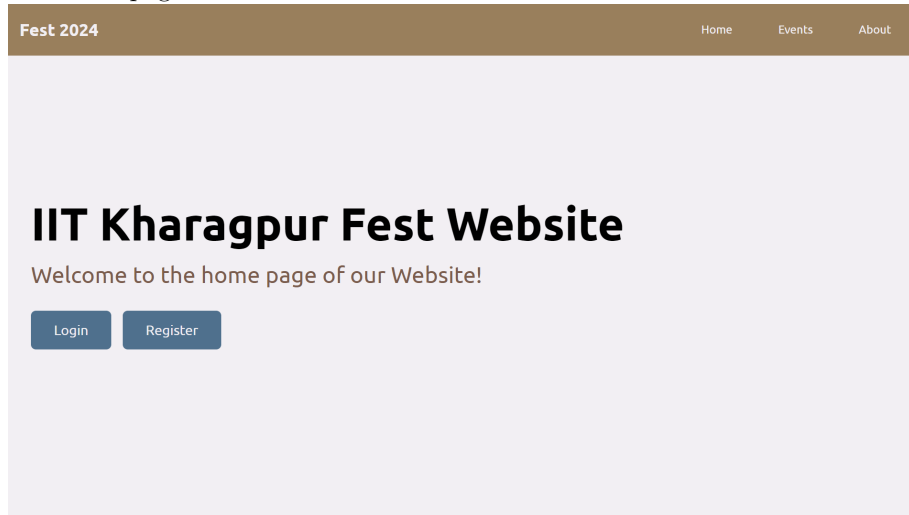 Fest 2024
Home Events About
IIT Kharagpur Fest Website
Welcome to the home page of our Website!
Login Register